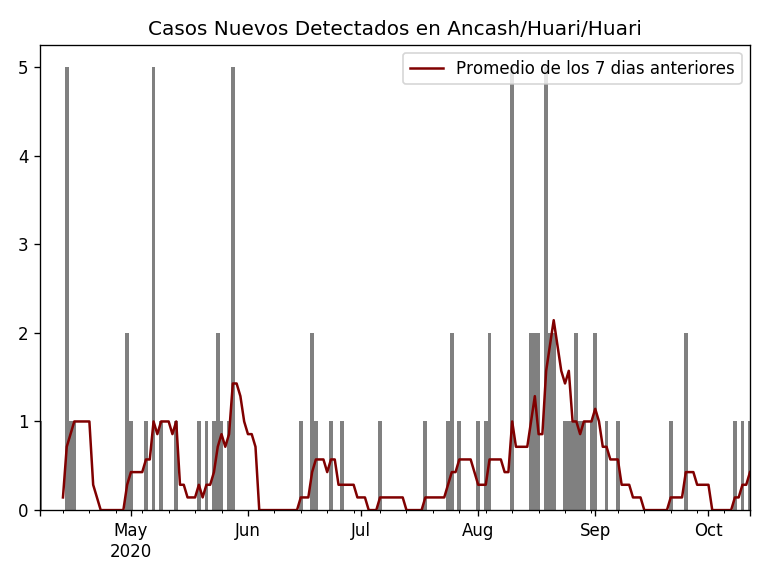 Casos Nuevos Detectados en Ancash/Huari/Huari
Promedio de los 7 dias anteriores
5
4
3
2
1
0
May Jun Jul Aug Sep Oct
2020